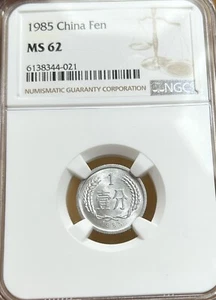 1985 China Fen
MS 62
6138344-021
NUMISMATIC GUARANTY CORPORATION
NGC
1
壹分